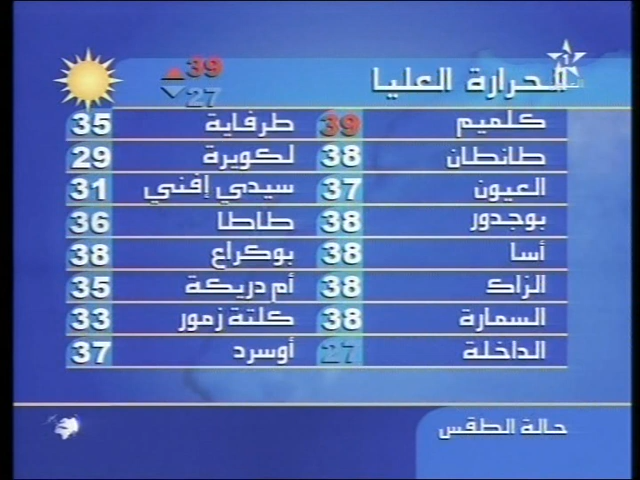 الحرارة العليا
39
27
كلميم 39 طرفاية 35
طانطان 38 لكويرة 29
العيون 37 سيدي إفني 31
بوجدور 38 طاطا 36
أسا 38 بوكراع 38
الزاك 38 أم دريكة 35
السمارة 38 كلتة زمور 33
الداخلة 27 أوسرد 37
حالة الطقس